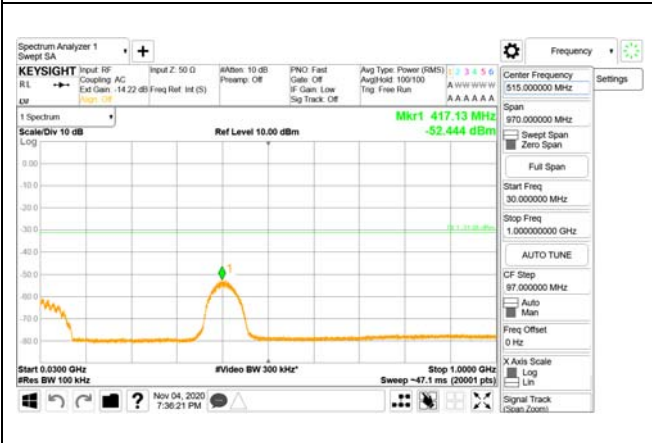 Spectrum Analyzer 1
Swept SA
Frequency
KEYSIGHT
RL
Input: RF
Coupling: AC
Ext Gain: -14.22 dB
Align: Off
Input Z: 50 Ω
Freq Ref: Int (S)
#Atten: 10 dB
Preamp: Off
PNO: Fast
Gate: Off
IF Gain: Low
Sig Track: Off
Avg Type: Power (RMS)
Avg|Hold: 100/100
Trig: Free Run
1 2 3 4 5 6
A W W W W W
A A A A A A
1 Spectrum
Scale/Div 10 dB
Log
Ref Level 10.00 dBm
Mkr1 417.13 MHz
-52.444 dBm
0.00
-10.0
-20.0
-30.0
-40.0
-50.0
-60.0
-70.0
-80.0
1
Start 0.0300 GHz
#Res BW 100 kHz
#Video BW 300 kHz*
Stop 1.0000 GHz
Sweep ~47.1 ms (20001 pts)
Nov 04, 2020
7:36:21 PM
?
Center Frequency
515.000000 MHz
Settings
Span
970.000000 MHz
Swept Span
Zero Span
Full Span
Start Freq
30.000000 MHz
Stop Freq
1.000000000 GHz
AUTO TUNE
CF Step
97.000000 MHz
Auto
Man
Freq Offset
0 Hz
X Axis Scale
Log
Lin
Signal Track
(Span Zoom)